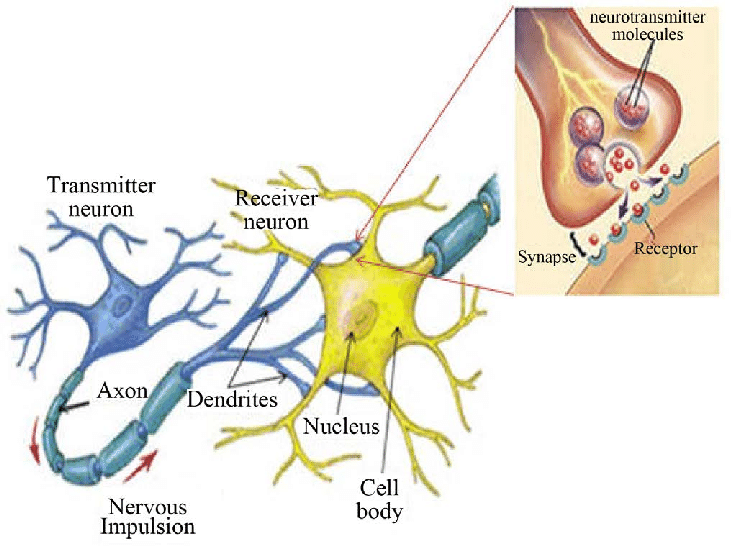 neurotransmitter
molecules
Transmitter
neuron
Receiver
neuron
Synapse
Receptor
Axon
Dendrites
Nucleus
Cell
body
Nervous
Impulsion